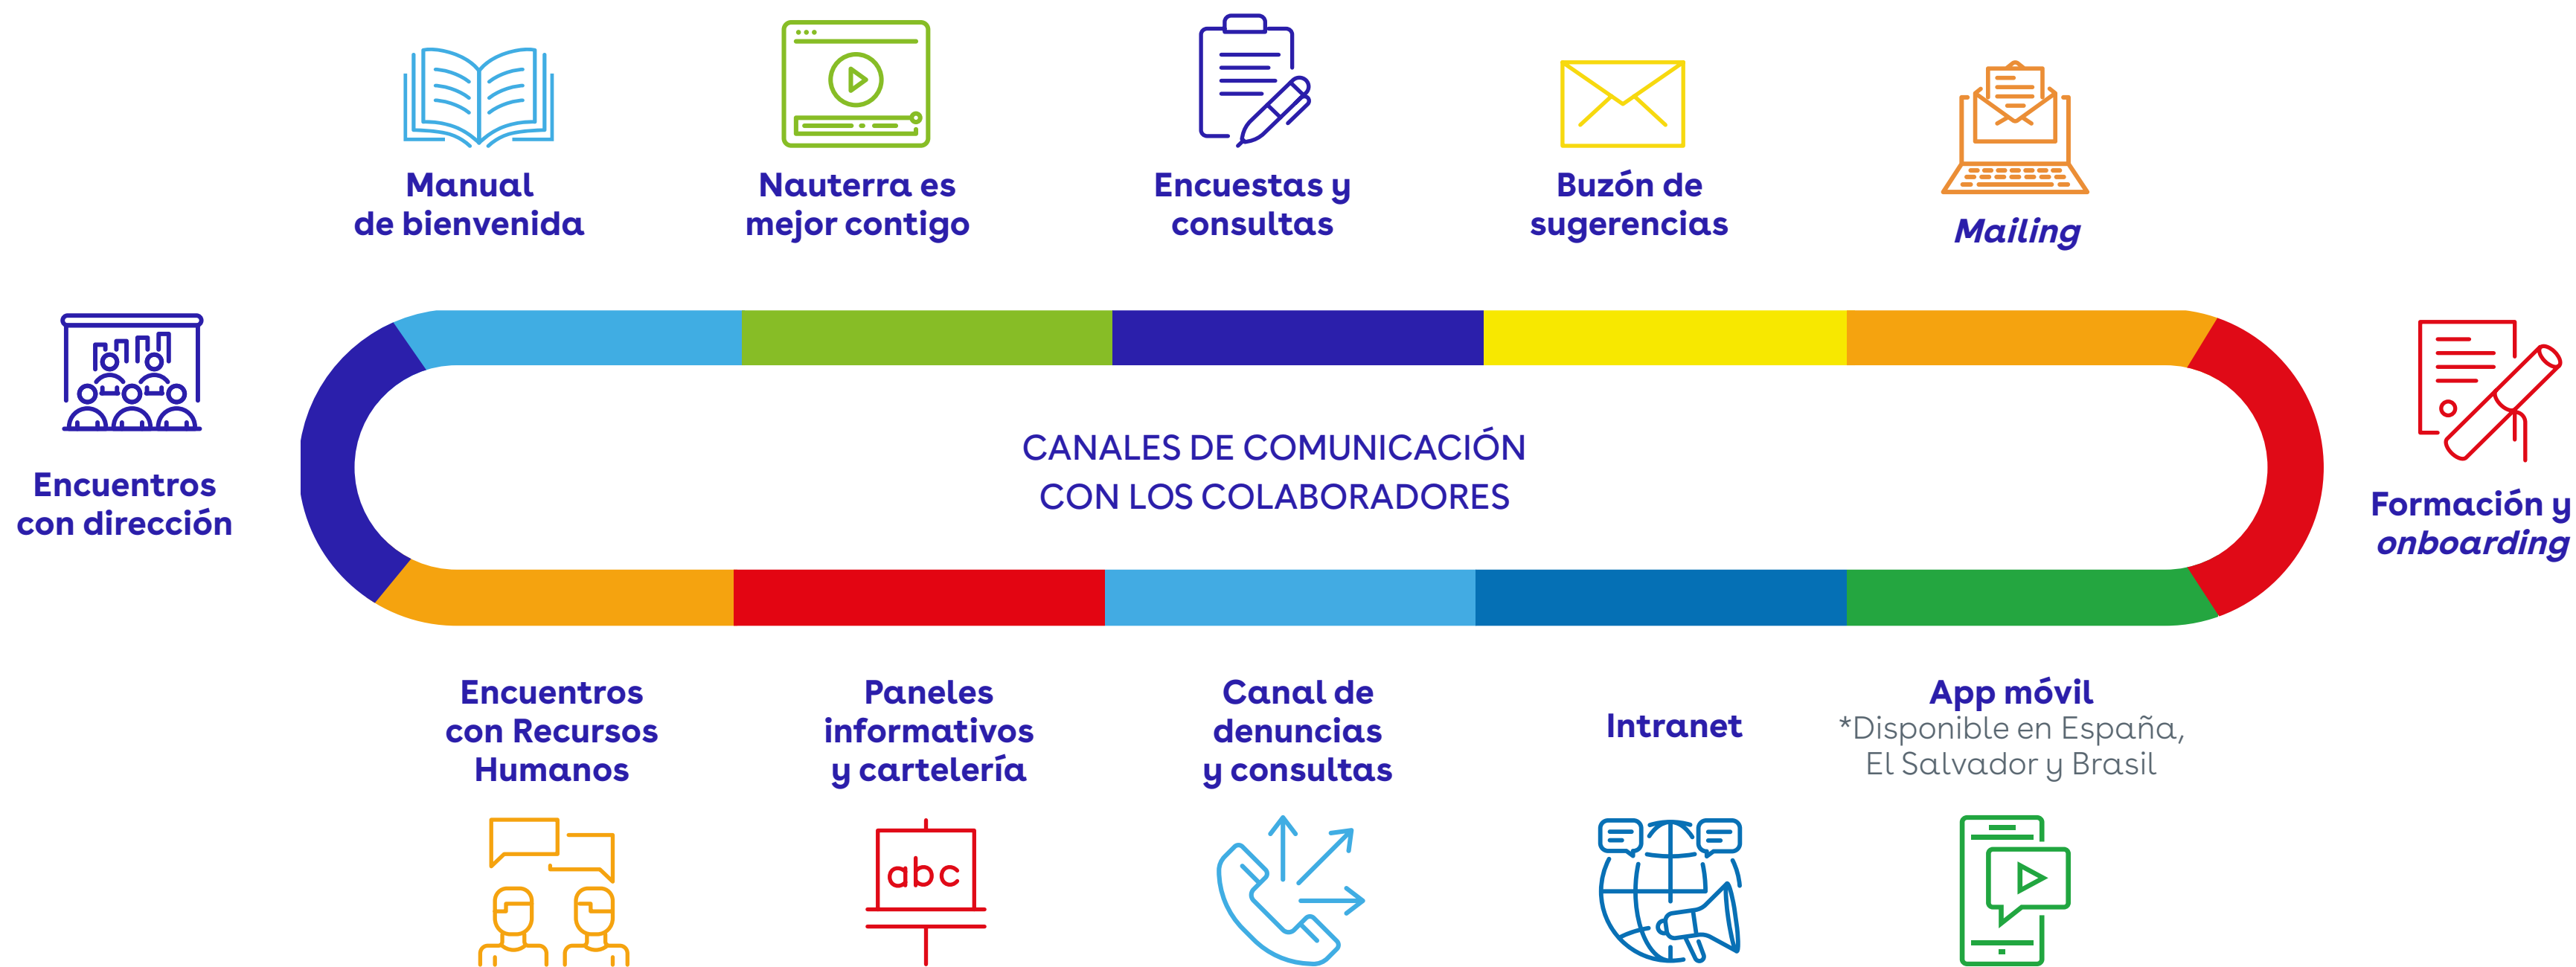 Manual
de bienvenida
Nauterra es
mejor contigo
Encuestas y
consultas
Buzón de
sugerencias
Mailing
Encuentros
con dirección
CANALES DE COMUNICACIÓN
CON LOS COLABORADORES
Formación y
onboarding
Encuentros
con Recursos
Humanos
Paneles
informativos
y cartelería
Canal de
denuncias
y consultas
Intranet
App móvil
*Disponible en España,
El Salvador y Brasil
abc